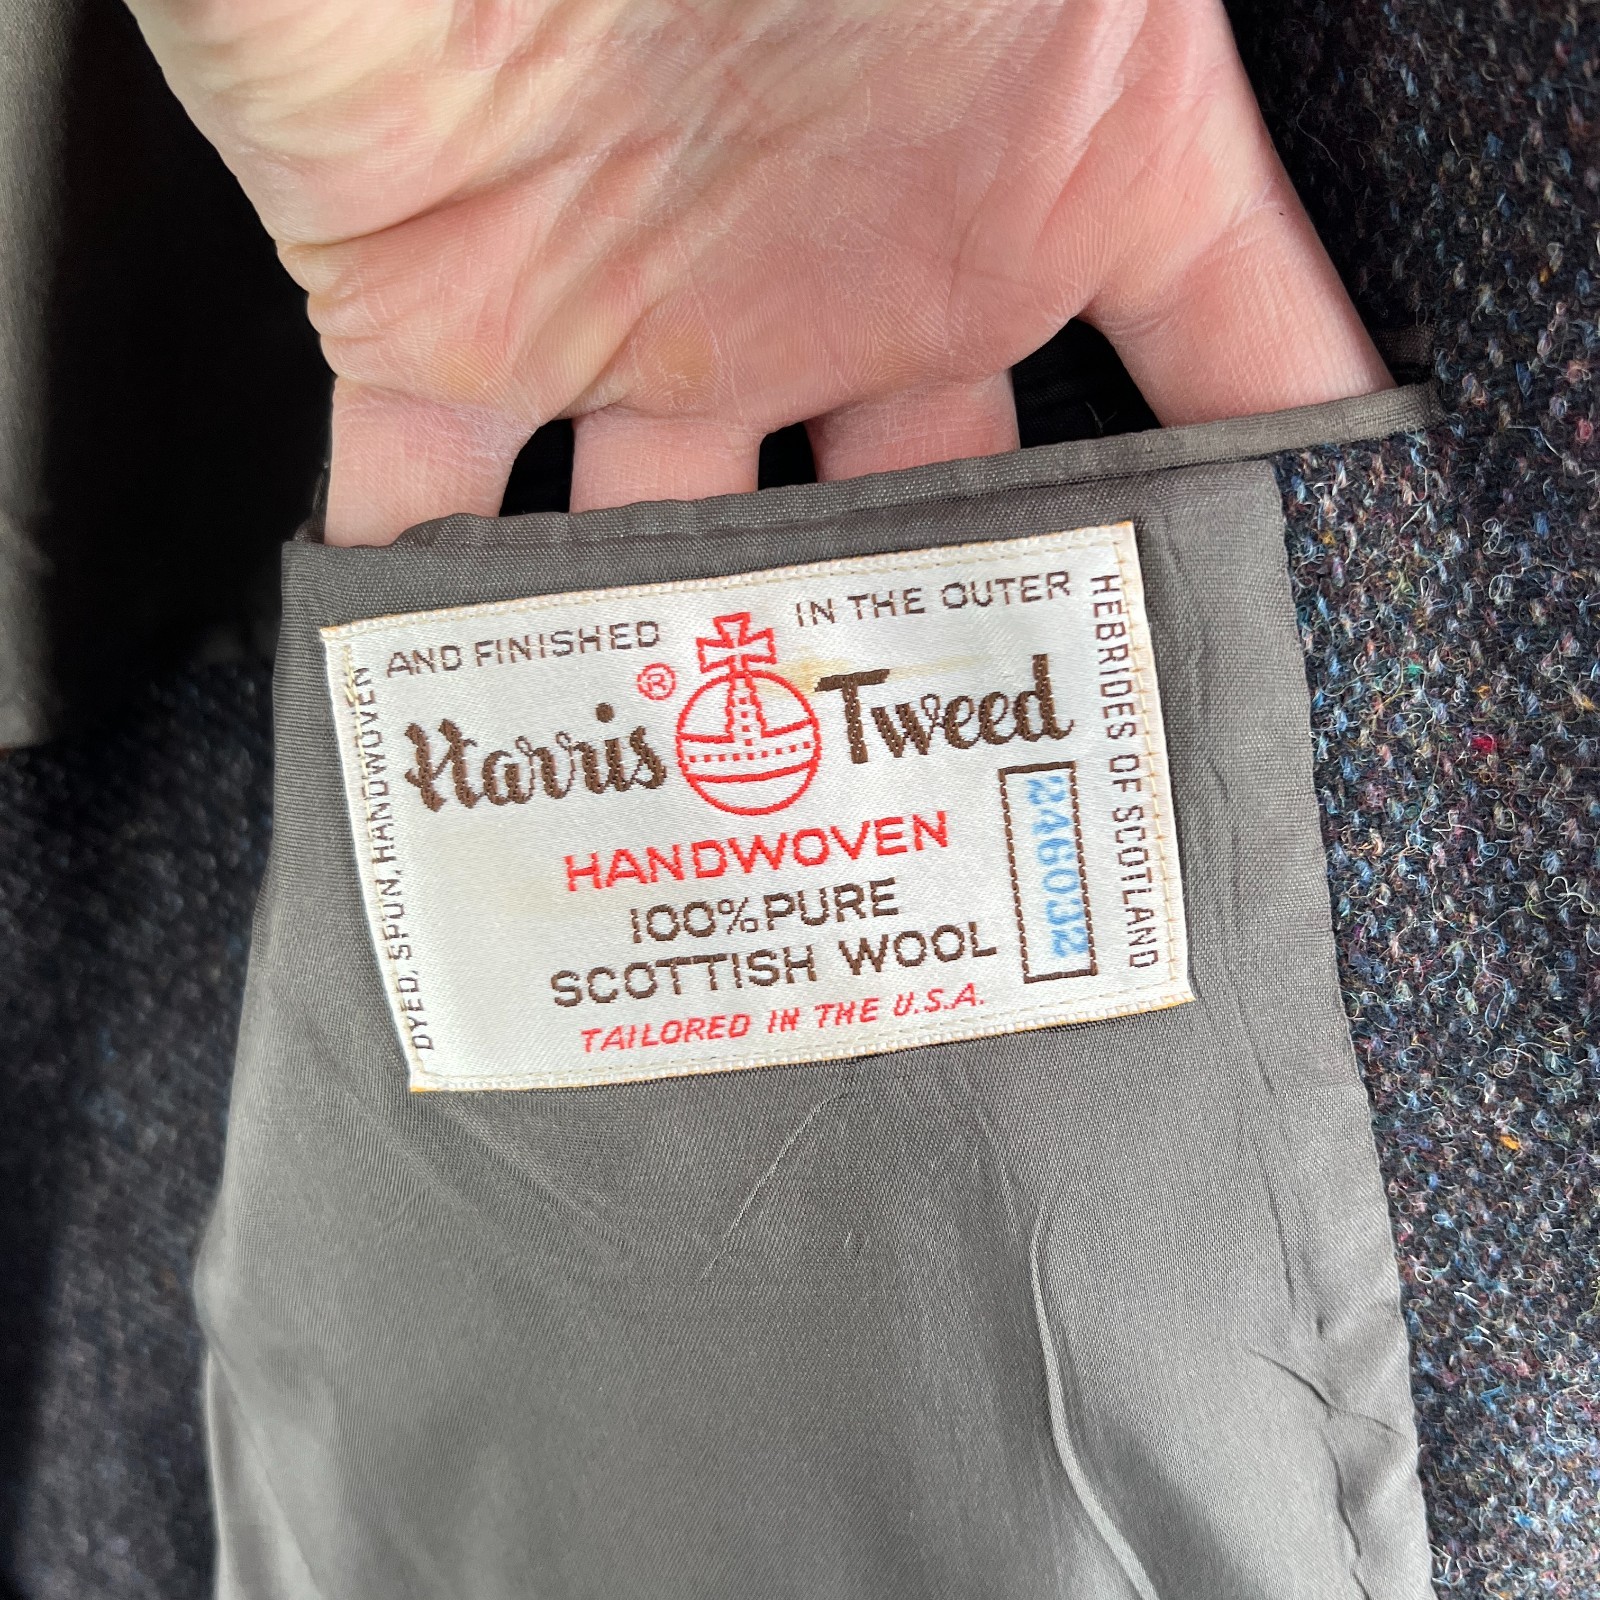 DYED, SPUN, HANDWOVEN
AND FINISHED
IN THE OUTER
HEBRIDES OF SCOTLAND
Harris ® Tweed
HANDWOVEN
100% PURE
SCOTTISH WOOL
TAILORED IN THE U.S.A.
246032